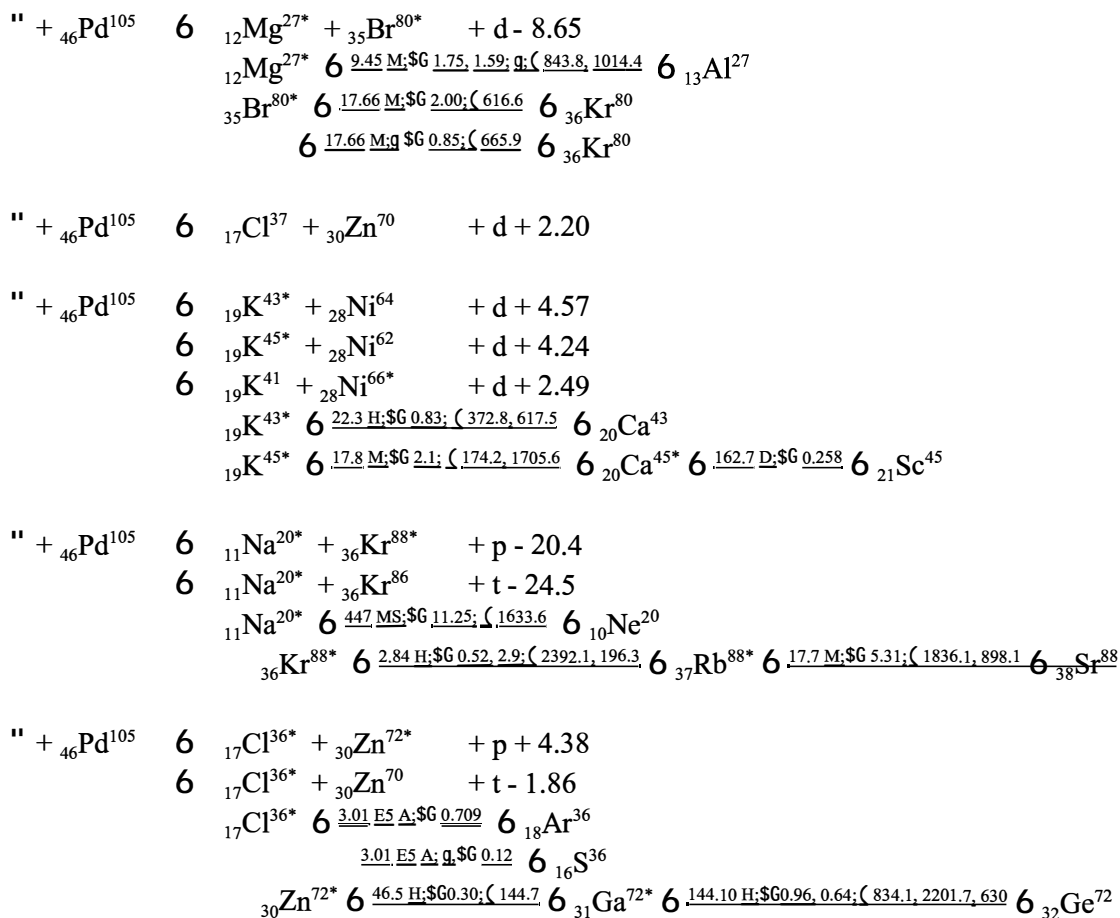 " + ₄₆Pd¹⁰⁵ 6 ₁₂Mg²⁷* + ₃₅Br⁸⁰* + d - 8.65
₁₂Mg²⁷* 6 9.45 M;$G 1.75, 1.59; g;( 843.8, 1014.4 6 ₁₃Al²⁷
₃₅Br⁸⁰* 6 17.66 M;$G 2.00;( 616.6 6 ₃₆Kr⁸⁰
6 17.66 M;g $G 0.85;( 665.9 6 ₃₆Kr⁸⁰
" + ₄₆Pd¹⁰⁵ 6 ₁₇Cl³⁷ + ₃₀Zn⁷⁰ + d + 2.20
" + ₄₆Pd¹⁰⁵ 6 ₁₉K⁴³* + ₂₈Ni⁶⁴ + d + 4.57
6 ₁₉K⁴⁵* + ₂₈Ni⁶² + d + 4.24
6 ₁₉K⁴¹ + ₂₈Ni⁶⁶* + d + 2.49
₁₉K⁴³* 6 22.3 H;$G 0.83; ( 372.8, 617.5 6 ₂₀Ca⁴³
₁₉K⁴⁵* 6 17.8 M;$G 2.1; ( 174.2, 1705.6 6 ₂₀Ca⁴⁵* 6 162.7 D;$G 0.258 6 ₂₁Sc⁴⁵
" + ₄₆Pd¹⁰⁵ 6 ₁₁Na²⁰* + ₃₆Kr⁸⁸* + p - 20.4
6 ₁₁Na²⁰* + ₃₆Kr⁸⁶ + t - 24.5
₁₁Na²⁰* 6 447 MS;$G 11.25; ( 1633.6 6 ₁₀Ne²⁰
₃₆Kr⁸⁸* 6 2.84 H;$G 0.52, 2.9;( 2392.1, 196.3 6 ₃₇Rb⁸⁸* 6 17.7 M;$G 5.31;( 1836.1, 898.1 6 ₃₈Sr⁸⁸
" + ₄₆Pd¹⁰⁵ 6 ₁₇Cl³⁶* + ₃₀Zn⁷²* + p + 4.38
6 ₁₇Cl³⁶* + ₃₀Zn⁷⁰ + t - 1.86
₁₇Cl³⁶* 6 3.01 E5 A;$G 0.709 6 ₁₈Ar³⁶
3.01 E5 A; g,$G 0.12 6 ₁₆S³⁶
₃₀Zn⁷²* 6 46.5 H;$G0.30;( 144.7 6 ₃₁Ga⁷²* 6 144.10 H;$G0.96, 0.64;( 834.1, 2201.7, 630 6 ₃₂Ge⁷²